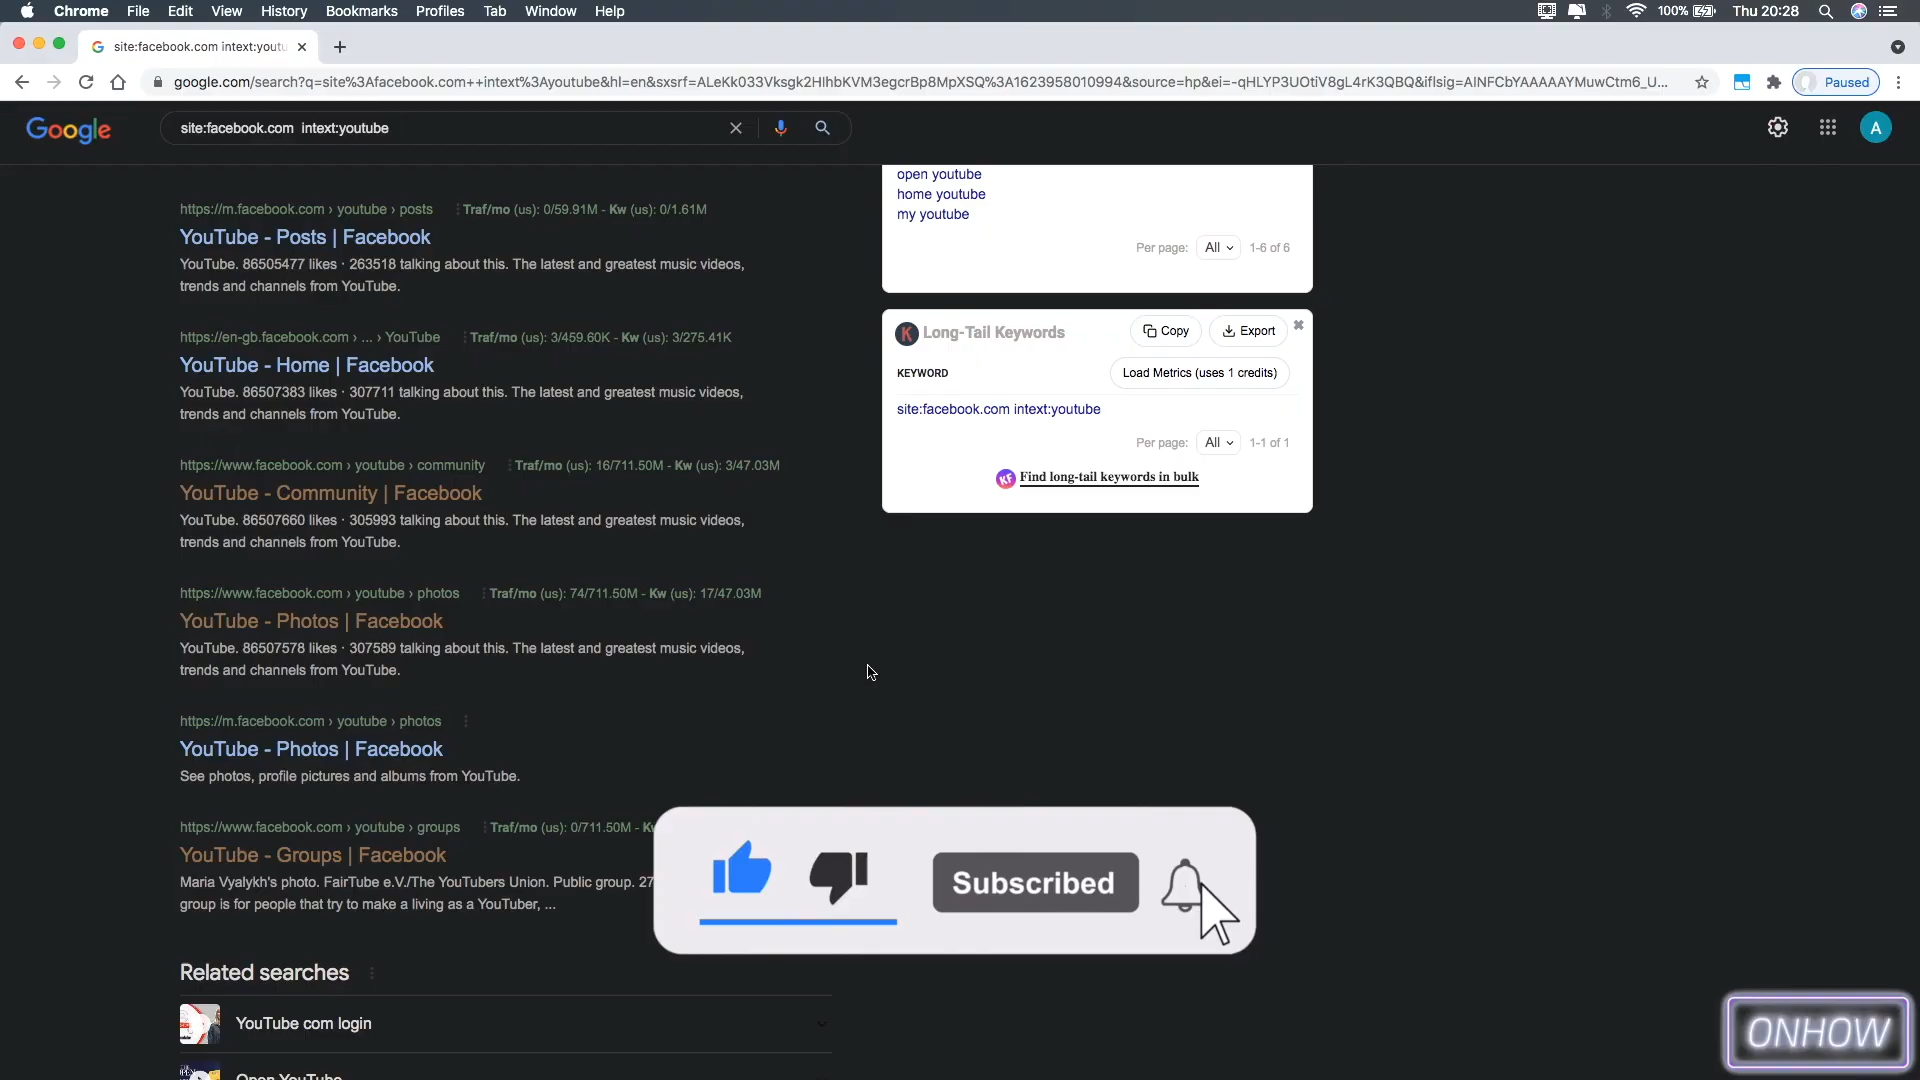 Chrome File Edit View History Bookmarks Profiles Tab Window Help 100% Thu 20:28
site:facebook.com intext:youtu
google.com/search?q=site%3Afacebook.com++intext%3Ayoutube&hl=en&sxsrf=ALeKk033Vksgk2HlhbKVM3egcrBp8MpXSQ%3A1623958010994&source=hp&ei=-qHLYP3UOtiV8gL4rK3QBQ&iflsig=AINFCbYAAAAAYMuwCtm6_U... Paused
Google site:facebook.com intext:youtube A
https://m.facebook.com › youtube › posts Traf/mo (us): 0/59.91M - Kw (us): 0/1.61M
YouTube - Posts | Facebook
YouTube. 86505477 likes · 263518 talking about this. The latest and greatest music videos,
trends and channels from YouTube.
https://en-gb.facebook.com › ... › YouTube Traf/mo (us): 3/459.60K - Kw (us): 3/275.41K
YouTube - Home | Facebook
YouTube. 86507383 likes · 307711 talking about this. The latest and greatest music videos,
trends and channels from YouTube.
https://www.facebook.com › youtube › community Traf/mo (us): 16/711.50M - Kw (us): 3/47.03M
YouTube - Community | Facebook
YouTube. 86507660 likes · 305993 talking about this. The latest and greatest music videos,
trends and channels from YouTube.
https://www.facebook.com › youtube › photos Traf/mo (us): 74/711.50M - Kw (us): 17/47.03M
YouTube - Photos | Facebook
YouTube. 86507578 likes · 307589 talking about this. The latest and greatest music videos,
trends and channels from YouTube.
https://m.facebook.com › youtube › photos
YouTube - Photos | Facebook
See photos, profile pictures and albums from YouTube.
https://www.facebook.com › youtube › groups Traf/mo (us): 0/711.50M -
YouTube - Groups | Facebook
Maria Vyalykh's photo. FairTube e.V./The YouTubers Union. Public group. 27
group is for people that try to make a living as a YouTuber, ...
Related searches
YouTube com login
Open YouTube
open youtube
home youtube
my youtube
Per page: All 1-6 of 6
K Long-Tail Keywords Copy Export
KEYWORD Load Metrics (uses 1 credits)
site:facebook.com intext:youtube
Per page: All 1-1 of 1
KF Find long-tail keywords in bulk
Subscribed
ONHOW